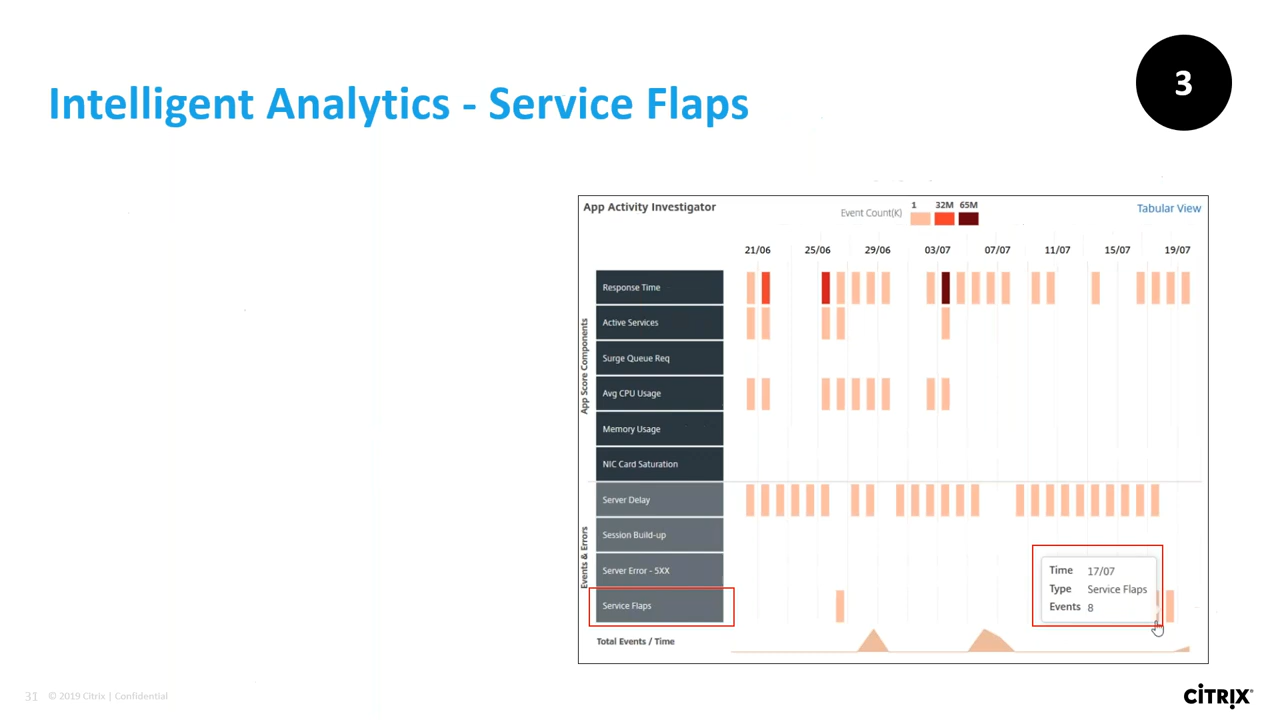 3
Intelligent Analytics - Service Flaps
App Activity Investigator
Event Count(K)
1 32M 65M
Tabular View
21/06 25/06 29/06 03/07 07/07 11/07 15/07 19/07
App Score Components
Response Time
Active Services
Surge Queue Req
Avg CPU Usage
Memory Usage
NIC Card Saturation
Events & Errors
Server Delay
Session Build-up
Server Error - 5XX
Service Flaps
Time 17/07
Type Service Flaps
Events 8
Total Events / Time
31 © 2019 Citrix | Confidential
CİTRIX